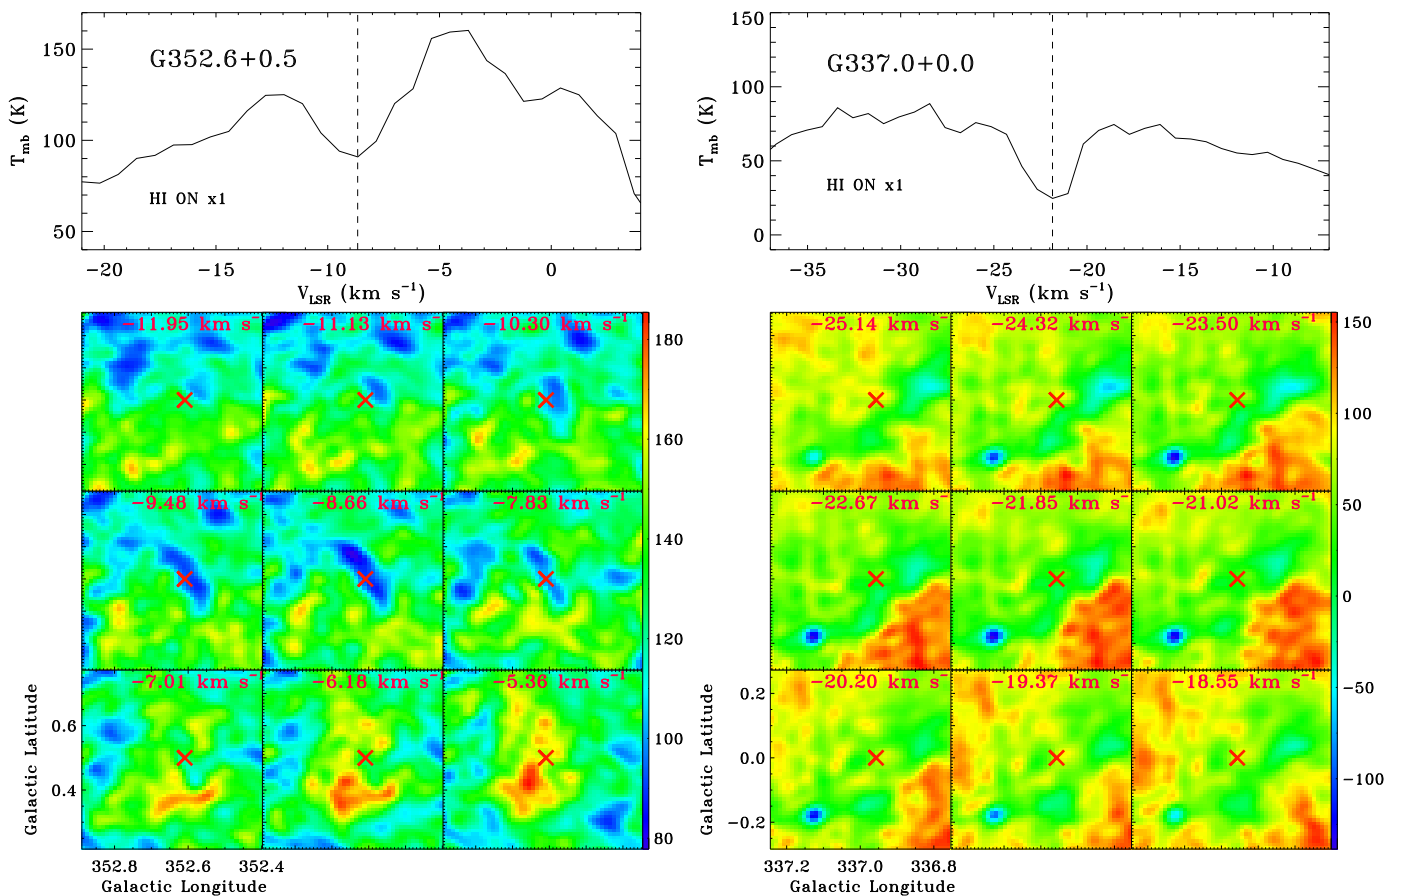 G352.6+0.5
HI ON x1
T_mb (K)
150
100
50
−20 −15 −10 −5 0
V_LSR (km s⁻¹)
−11.95 km s⁻ −11.13 km s⁻ −10.30 km s⁻¹
−9.48 km s⁻ −8.66 km s⁻ −7.83 km s⁻¹
−7.01 km s⁻ −6.18 km s⁻ −5.36 km s⁻¹
180
160
140
120
100
80
Galactic Latitude
0.6
0.4
352.8 352.6 352.4
Galactic Longitude
G337.0+0.0
HI ON x1
T_mb (K)
150
100
50
0
−35 −30 −25 −20 −15 −10
V_LSR (km s⁻¹)
−25.14 km s⁻ −24.32 km s⁻ −23.50 km s⁻¹
−22.67 km s⁻ −21.85 km s⁻ −21.02 km s⁻¹
−20.20 km s⁻ −19.37 km s⁻ −18.55 km s⁻¹
150
100
50
0
−50
−100
Galactic Latitude
0.2
0.0
−0.2
337.2 337.0 336.8
Galactic Longitude